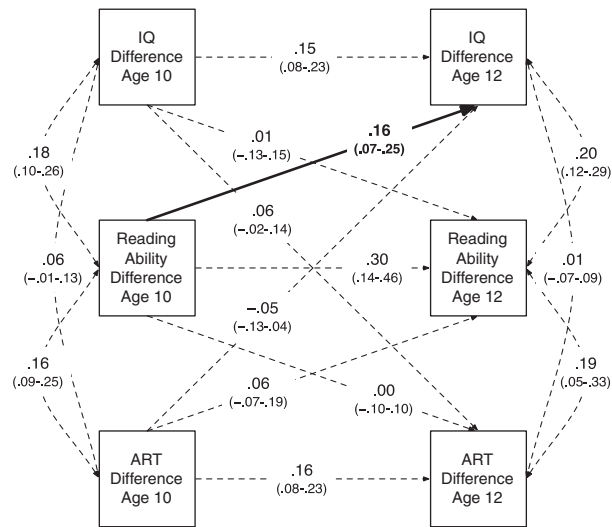 IQ
Difference
Age 10
.15
(.08-.23)
IQ
Difference
Age 12
.01
(−.13-.15)
.16
(.07-.25)
.18
(.10-.26)
.20
(.12-.29)
.06
(−.02-.14)
Reading
Ability
Difference
Age 10
.30
(.14-.46)
Reading
Ability
Difference
Age 12
.06
(−.01-.13)
.01
(−.07-.09)
−.05
(−.13-.04)
.16
(.09-.25)
.06
(−.07-.19)
.00
(−.10-.10)
.19
(.05-.33)
ART
Difference
Age 10
.16
(.08-.23)
ART
Difference
Age 12